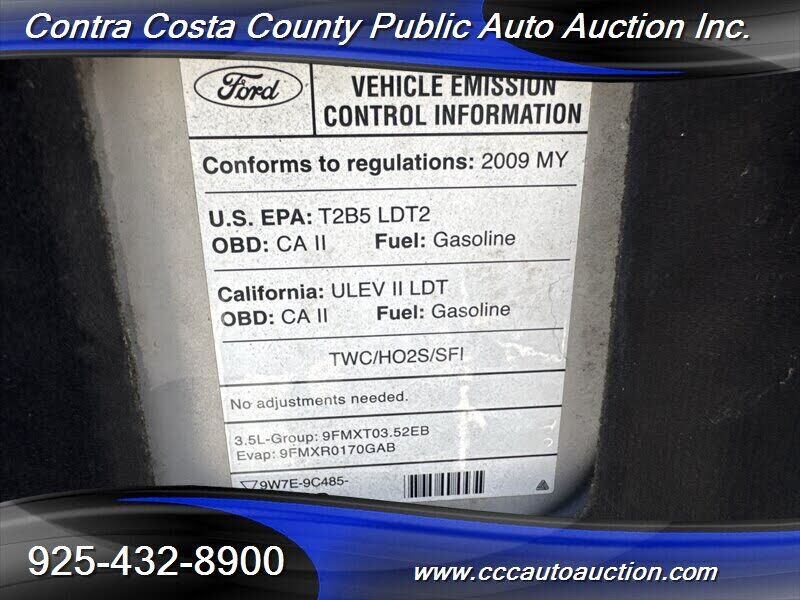 Contra Costa County Public Auto Auction Inc.
Ford
VEHICLE EMISSION
CONTROL INFORMATION
Conforms to regulations: 2009 MY
U.S. EPA: T2B5 LDT2
OBD: CA II Fuel: Gasoline
California: ULEV II LDT
OBD: CA II Fuel: Gasoline
TWC/HO2S/SFI
No adjustments needed.
3.5L-Group: 9FMXT03.52EB
Evap: 9FMXR0170GAB
9W7E-9C485-
925-432-8900
www.cccautoauction.com